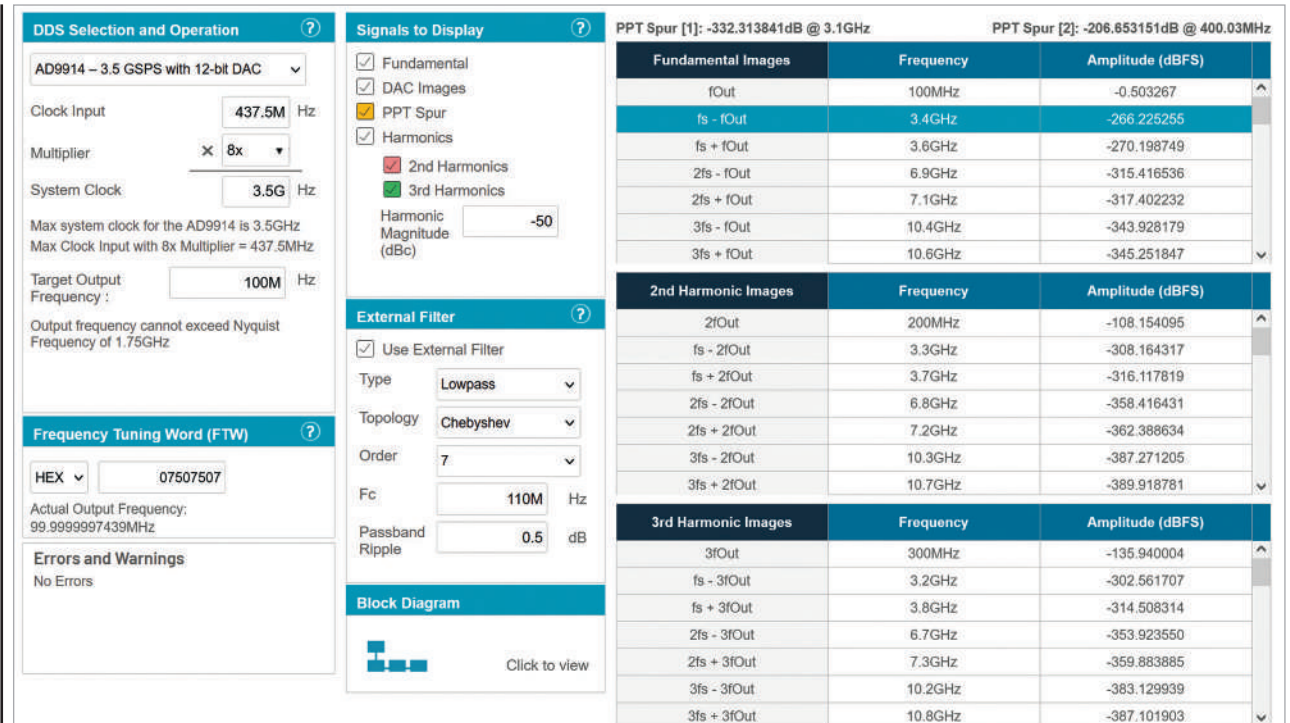 DDS Selection and Operation ?
AD9914 – 3.5 GSPS with 12-bit DAC
Clock Input 437.5M Hz
Multiplier × 8x
System Clock 3.5G Hz
Max system clock for the AD9914 is 3.5GHz
Max Clock Input with 8x Multiplier = 437.5MHz
Target Output 100M Hz
Frequency :
Output frequency cannot exceed Nyquist
Frequency of 1.75GHz
Frequency Tuning Word (FTW) ?
HEX 07507507
Actual Output Frequency:
99.9999997439MHz
Errors and Warnings
No Errors
Signals to Display ?
Fundamental
DAC Images
PPT Spur
Harmonics
2nd Harmonics
3rd Harmonics
Harmonic -50
Magnitude
(dBc)
External Filter ?
Use External Filter
Type Lowpass
Topology Chebyshev
Order 7
Fc 110M Hz
Passband 0.5 dB
Ripple
Block Diagram
Click to view
PPT Spur [1]: -332.313841dB @ 3.1GHz PPT Spur [2]: -206.653151dB @ 400.03MHz
Fundamental Images Frequency Amplitude (dBFS)
fOut 100MHz -0.503267
fs - fOut 3.4GHz -266.225255
fs + fOut 3.6GHz -270.198749
2fs - fOut 6.9GHz -315.416536
2fs + fOut 7.1GHz -317.402232
3fs - fOut 10.4GHz -343.928179
3fs + fOut 10.6GHz -345.251847
2nd Harmonic Images Frequency Amplitude (dBFS)
2fOut 200MHz -108.154095
fs - 2fOut 3.3GHz -308.164317
fs + 2fOut 3.7GHz -316.117819
2fs - 2fOut 6.8GHz -358.416431
2fs + 2fOut 7.2GHz -362.388634
3fs - 2fOut 10.3GHz -387.271205
3fs + 2fOut 10.7GHz -389.918781
3rd Harmonic Images Frequency Amplitude (dBFS)
3fOut 300MHz -135.940004
fs - 3fOut 3.2GHz -302.561707
fs + 3fOut 3.8GHz -314.508314
2fs - 3fOut 6.7GHz -353.923550
2fs + 3fOut 7.3GHz -359.883885
3fs - 3fOut 10.2GHz -383.129939
3fs + 3fOut 10.8GHz -387.101903